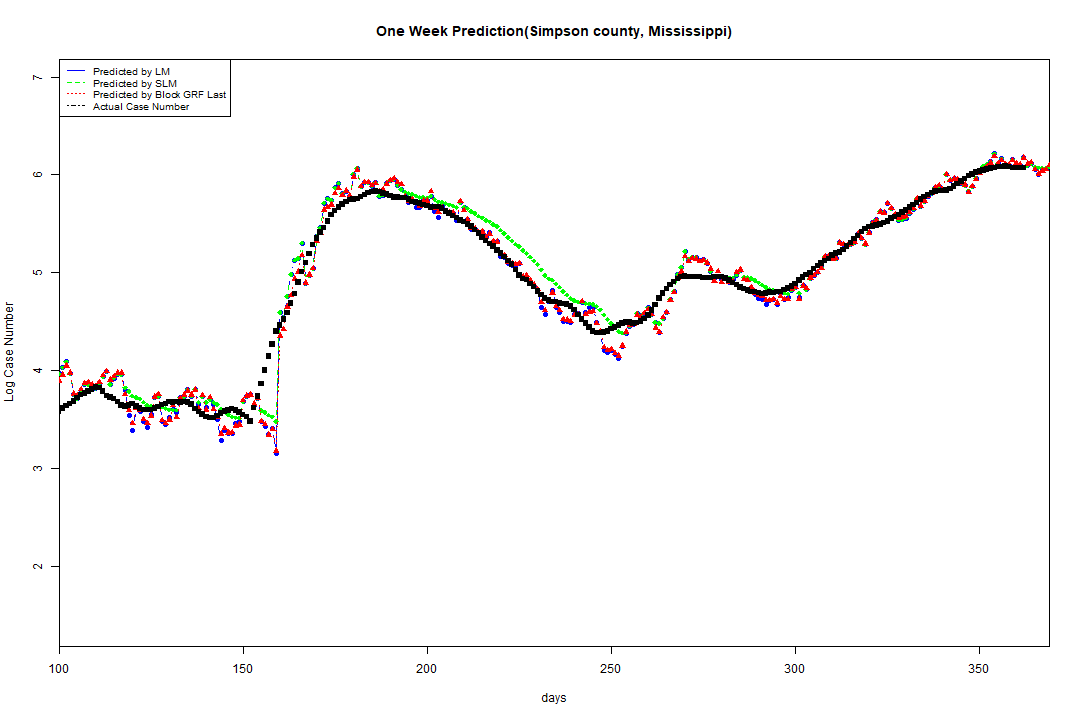 One Week Prediction(Simpson county, Mississippi)
Predicted by LM
Predicted by SLM
Predicted by Block GRF Last
Actual Case Number
7
6
5
4
3
2
Log Case Number
100 150 200 250 300 350
days